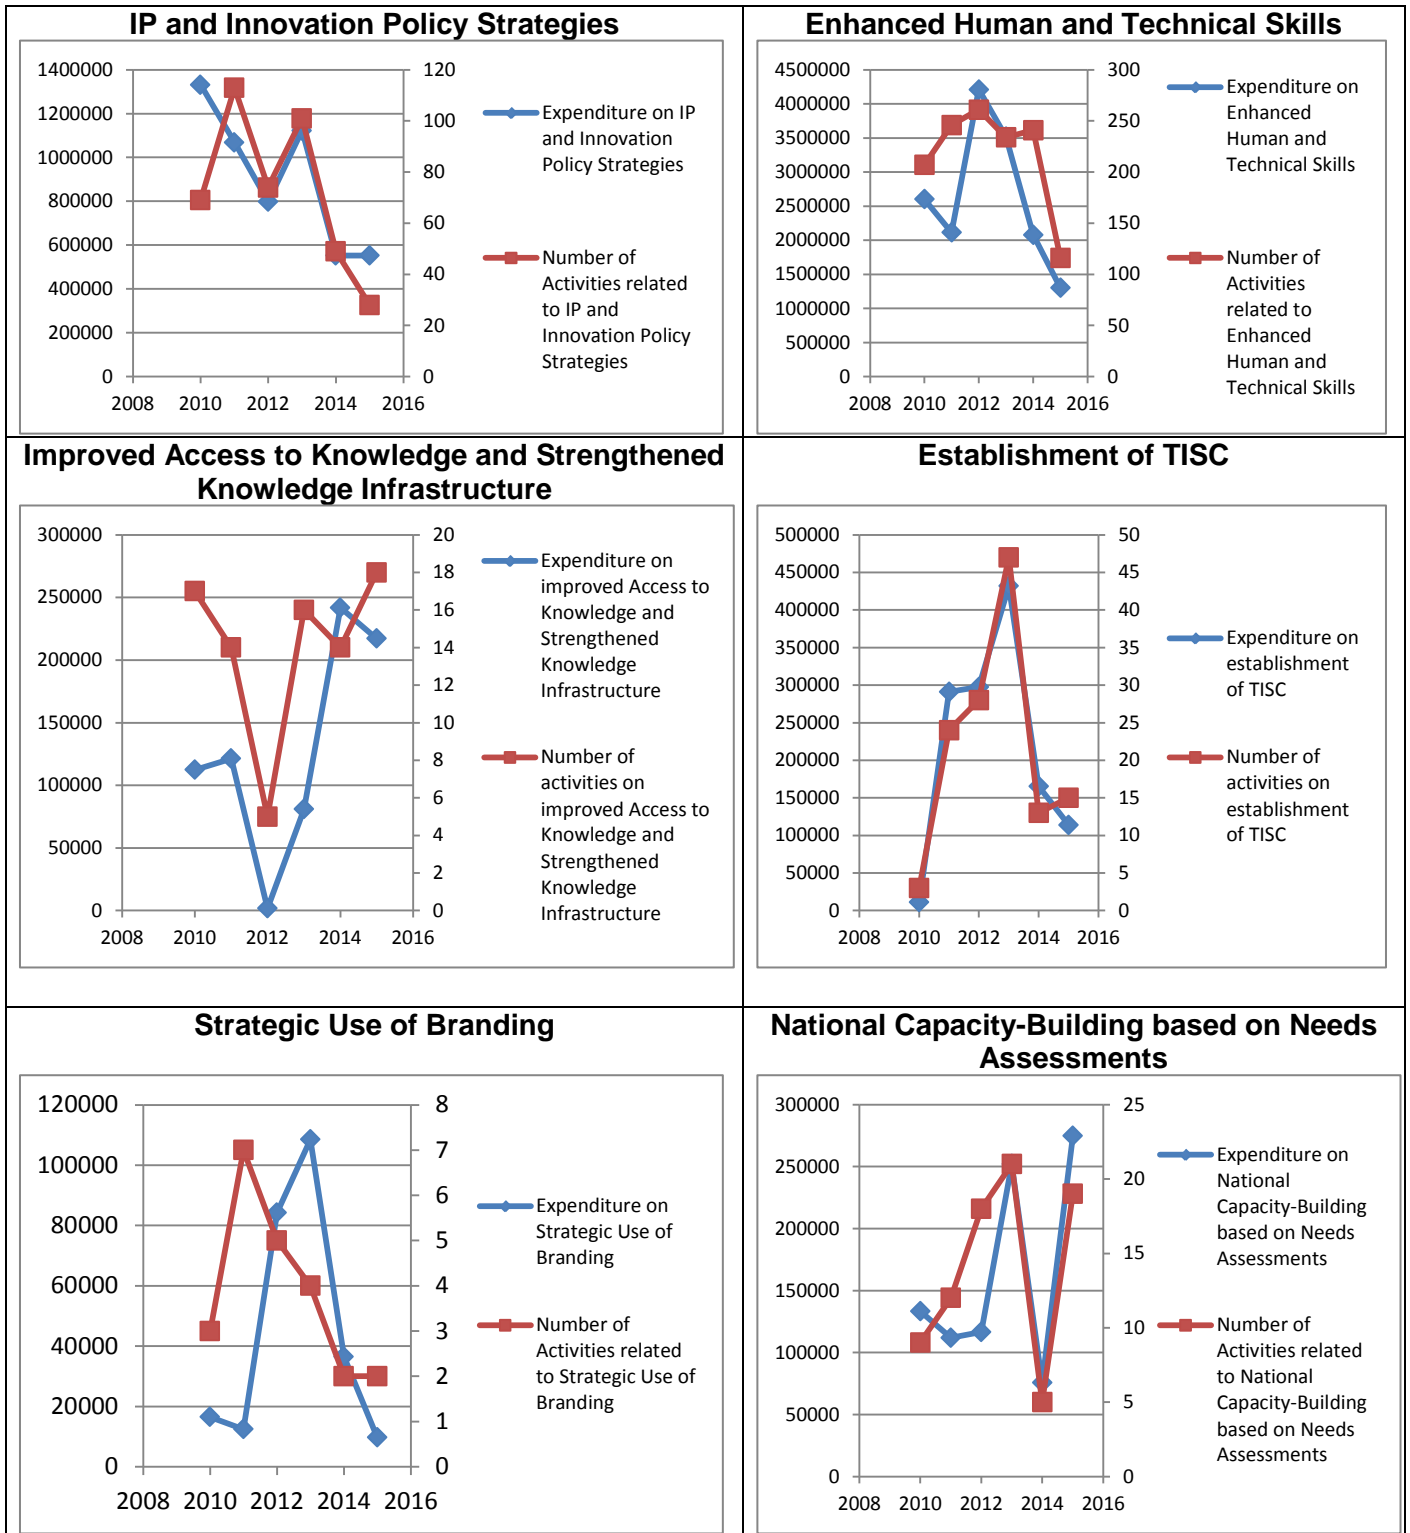 IP and Innovation Policy Strategies
1400000
1200000
1000000
800000
600000
400000
200000
0
120
100
80
60
40
20
0
2008 2010 2012 2014 2016
Expenditure on IP
and Innovation
Policy Strategies
Number of
Activities related
to IP and
Innovation Policy
Strategies
Enhanced Human and Technical Skills
4500000
4000000
3500000
3000000
2500000
2000000
1500000
1000000
500000
0
300
250
200
150
100
50
0
2008 2010 2012 2014 2016
Expenditure on
Enhanced
Human and
Technical Skills
Number of
Activities
related to
Enhanced
Human and
Technical Skills
Improved Access to Knowledge and Strengthened
Knowledge Infrastructure
300000
250000
200000
150000
100000
50000
0
20
18
16
14
12
10
8
6
4
2
0
2008 2010 2012 2014 2016
Expenditure on
improved Access to
Knowledge and
Strengthened
Knowledge
Infrastructure
Number of
activities on
improved Access to
Knowledge and
Strengthened
Knowledge
Infrastructure
Establishment of TISC
500000
450000
400000
350000
300000
250000
200000
150000
100000
50000
0
50
45
40
35
30
25
20
15
10
5
0
2008 2010 2012 2014 2016
Expenditure on
establishment
of TISC
Number of
activities on
establishment
of TISC
Strategic Use of Branding
120000
100000
80000
60000
40000
20000
0
8
7
6
5
4
3
2
1
0
2008 2010 2012 2014 2016
Expenditure on
Strategic Use of
Branding
Number of
Activities related
to Strategic Use of
Branding
National Capacity-Building based on Needs
Assessments
300000
250000
200000
150000
100000
50000
0
25
20
15
10
5
0
2008 2010 2012 2014 2016
Expenditure on
National
Capacity-Building
based on Needs
Assessments
Number of
Activities related
to National
Capacity-Building
based on Needs
Assessments